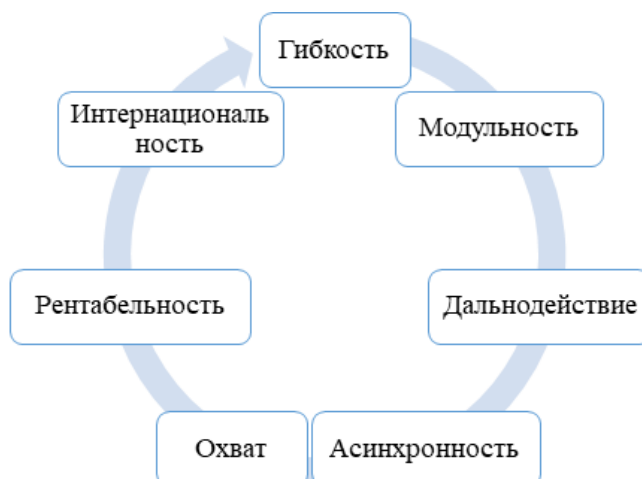 Гибкость
Модульность
Дальнодействие
Асинхронность
Охват
Рентабельность
Интернациональ
ность